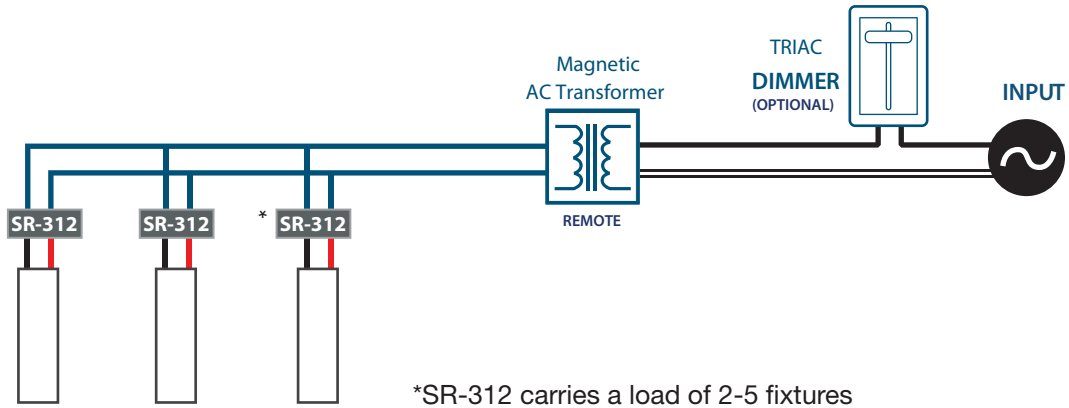 TRIAC
DIMMER
(OPTIONAL)
INPUT
Magnetic
AC Transformer
REMOTE
SR-312
SR-312
* SR-312
*SR-312 carries a load of 2-5 fixtures